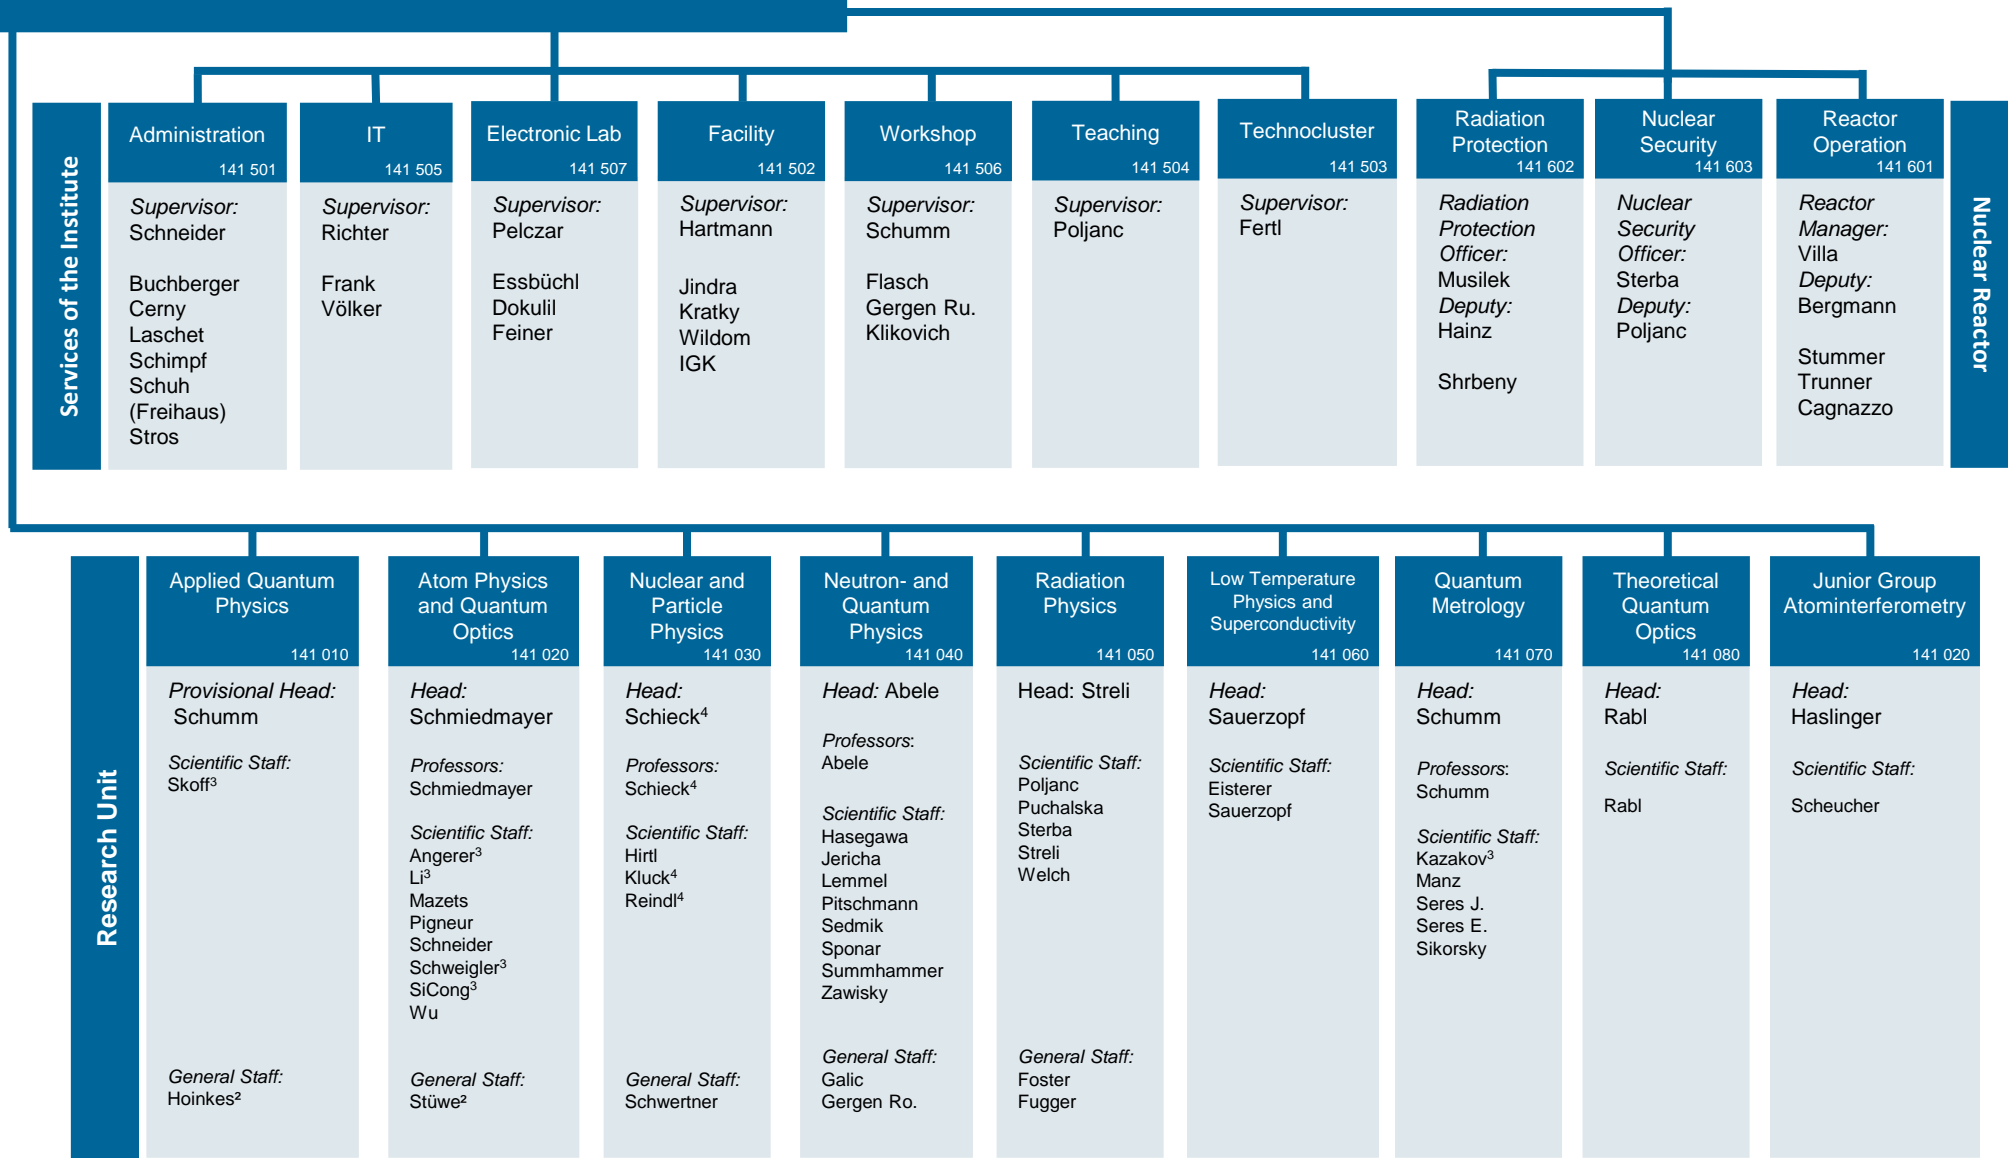 Services of the Institute
Administration
141 501
Supervisor:
Schneider
Buchberger
Cerny
Laschet
Schimpf
Schuh
(Freihaus)
Stros
IT
141 505
Supervisor:
Richter
Frank
Völker
Electronic Lab
141 507
Supervisor:
Pelczar
Essbüchl
Dokulil
Feiner
Facility
141 502
Supervisor:
Hartmann
Jindra
Kratky
Wildom
IGK
Workshop
141 506
Supervisor:
Schumm
Flasch
Gergen Ru.
Klikovich
Teaching
141 504
Supervisor:
Poljanc
Technocluster
141 503
Supervisor:
Fertl
Radiation
Protection
141 602
Radiation
Protection
Officer:
Musilek
Deputy:
Hainz
Shrbeny
Nuclear
Security
141 603
Nuclear
Security
Officer:
Sterba
Deputy:
Poljanc
Reactor
Operation
141 601
Reactor
Manager:
Villa
Deputy:
Bergmann
Stummer
Trunner
Cagnazzo
Nuclear Reactor
Research Unit
Applied Quantum
Physics
141 010
Provisional Head:
Schumm
Scientific Staff:
Skoff³
General Staff:
Hoinkes²
Atom Physics
and Quantum
Optics
141 020
Head:
Schmiedmayer
Professors:
Schmiedmayer
Scientific Staff:
Angerer³
Li³
Mazets
Pigneur
Schneider
Schweigler³
SiCong³
Wu
General Staff:
Stüwe²
Nuclear and
Particle
Physics
141 030
Head:
Schieck⁴
Professors:
Schieck⁴
Scientific Staff:
Hirtl
Kluck⁴
Reindl⁴
General Staff:
Schwertner
Neutron- and
Quantum
Physics
141 040
Head: Abele
Professors:
Abele
Scientific Staff:
Hasegawa
Jericha
Lemmel
Pitschmann
Sedmik
Sponar
Summhammer
Zawisky
General Staff:
Galic
Gergen Ro.
Radiation
Physics
141 050
Head: Streli
Scientific Staff:
Poljanc
Puchalska
Sterba
Streli
Welch
General Staff:
Foster
Fugger
Low Temperature
Physics and
Superconductivity
141 060
Head:
Sauerzopf
Scientific Staff:
Eisterer
Sauerzopf
Quantum
Metrology
141 070
Head:
Schumm
Professors:
Schumm
Scientific Staff:
Kazakov³
Manz
Seres J.
Seres E.
Sikorsky
Theoretical
Quantum
Optics
141 080
Head:
Rabl
Scientific Staff:
Rabl
Junior Group
Atominterferometry
141 020
Head:
Haslinger
Scientific Staff:
Scheucher